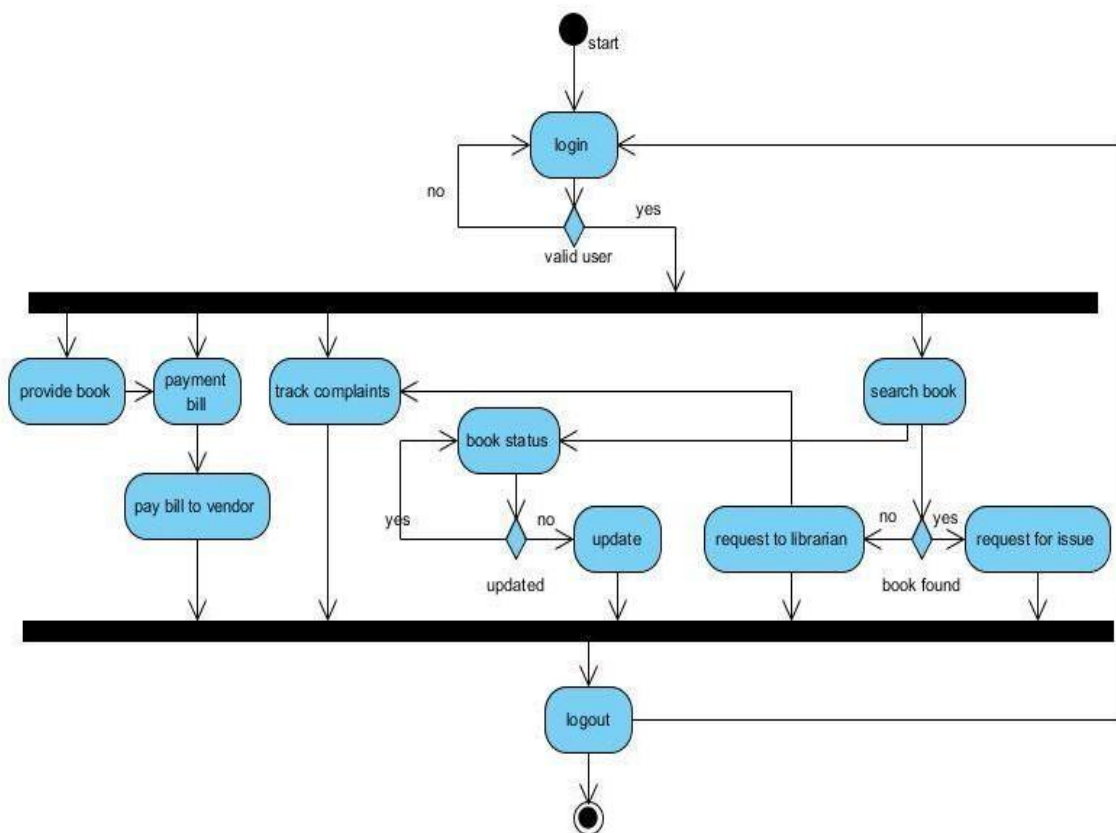 start
login
no
yes
valid user
provide book
payment
bill
track complaints
search book
book status
pay bill to vendor
yes
no
update
request to librarian
no
yes
request for issue
updated
book found
logout